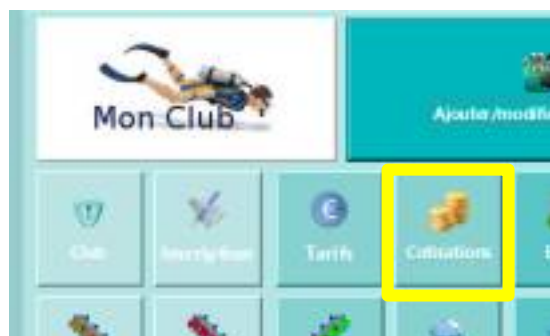 Mon Club
Ajouter/modifi
Club
Inscription
Tarifs
Cotisations